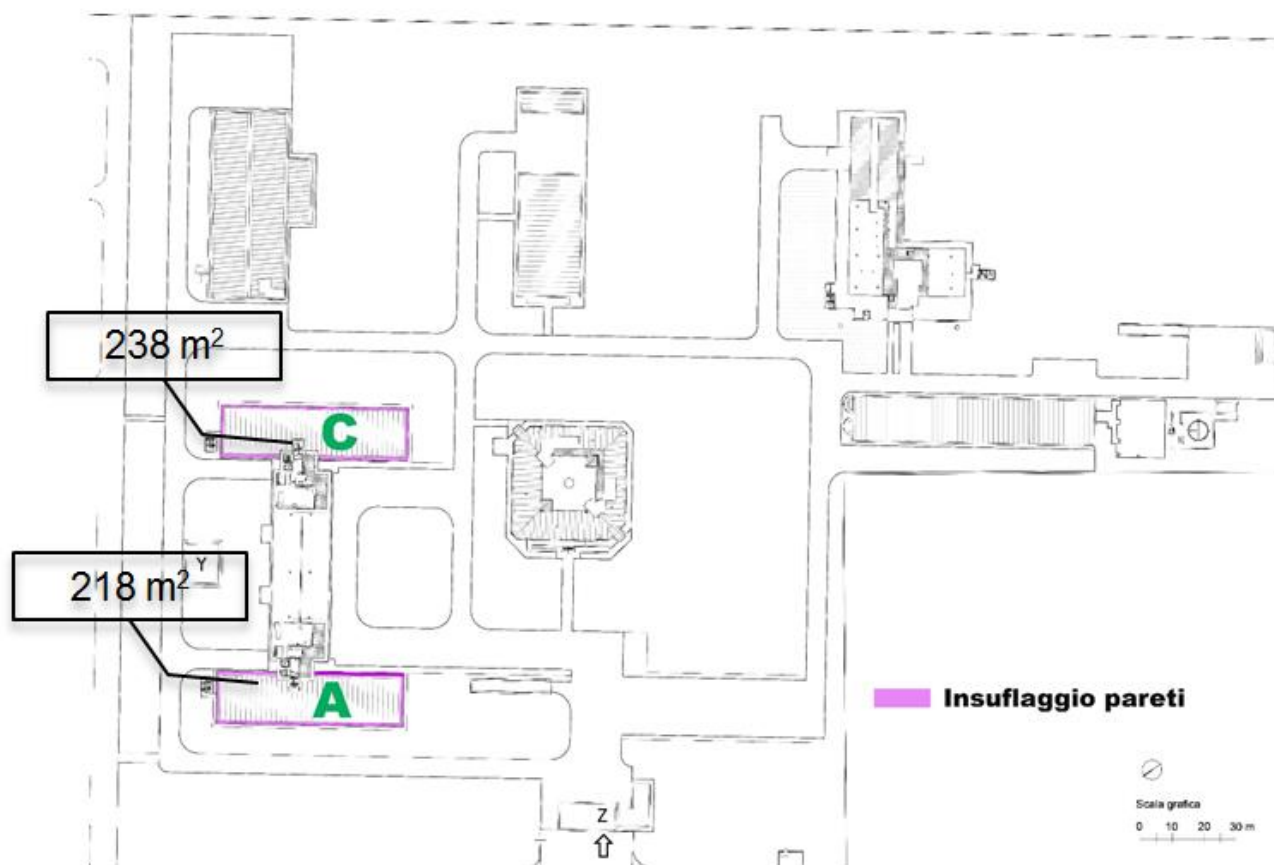 238 m²
C
Y
218 m²
A
Insuflaggio pareti
Z
Scala grafica
0 10 20 30 m